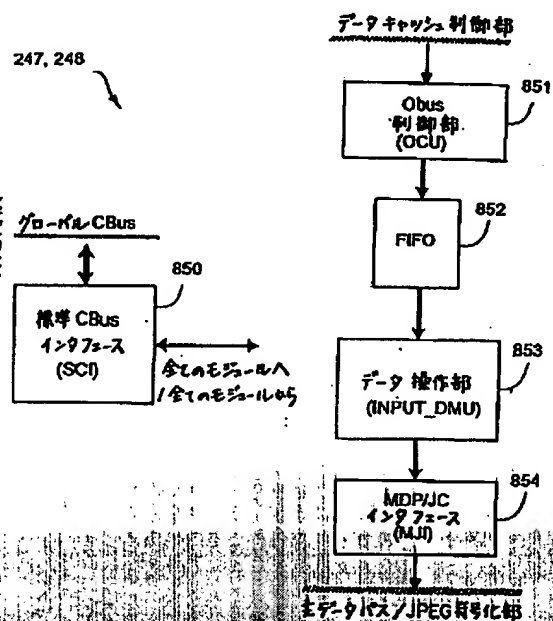 データキャッシュ制御部
247, 248
851
Obus
制御部
(OCU)
852
FIFO
グローバル CBus
850
標準 CBus
インタフェース
(SCI)
全てのモジュールへ
/全てのモジュールから
853
データ操作部
(INPUT_DMU)
854
MDP/JC
インタフェース
(MJI)
主データパス/JPEG符号化部